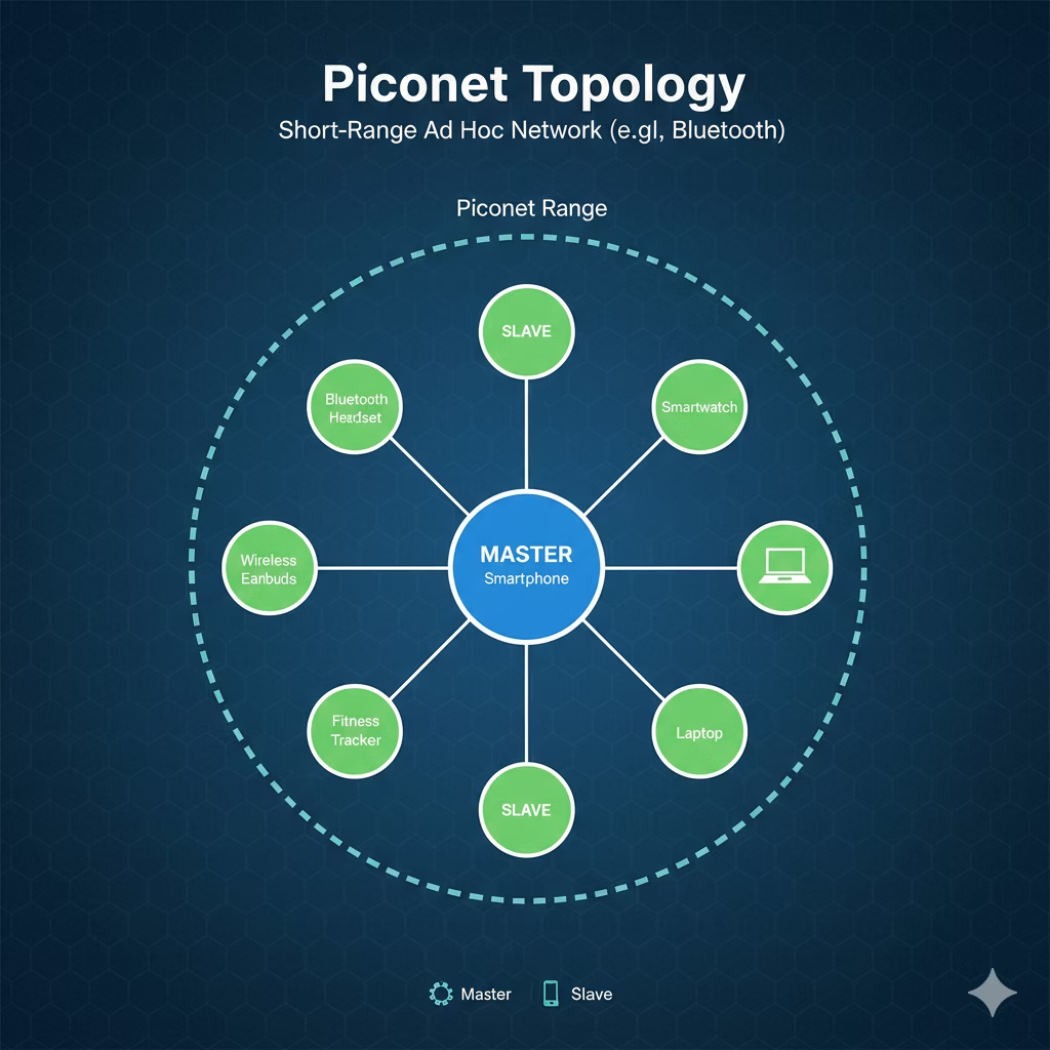 Piconet Topology
Short-Range Ad Hoc Network (e.gl, Bluetooth)
Piconet Range
SLAVE
Bluetooth
Headset
Smartwatch
MASTER
Smartphone
Wireless
Eanbuds
Fitness
Tracker
Laptop
SLAVE
Master
Slave